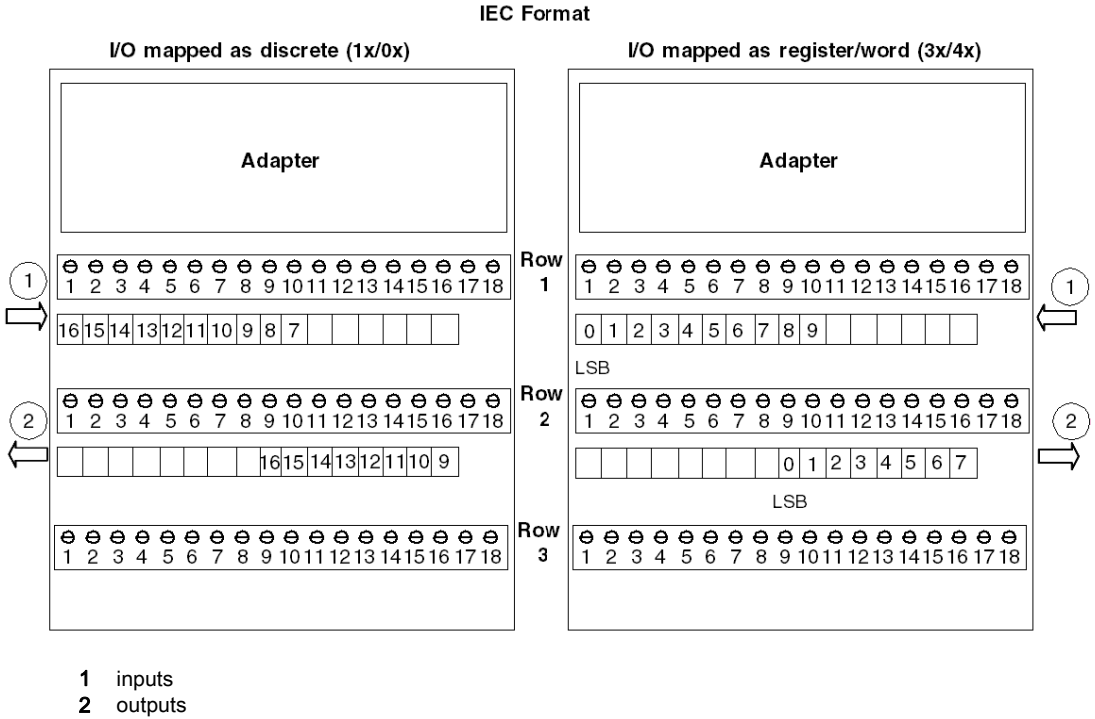 IEC Format
I/O mapped as discrete (1x/0x)
I/O mapped as register/word (3x/4x)
Adapter
Adapter
1
1 2 3 4 5 6 7 8 9 10 11 12 13 14 15 16 17 18
Row 1
1 2 3 4 5 6 7 8 9 10 11 12 13 14 15 16 17 18
1
16 15 14 13 12 11 10 9 8 7
0 1 2 3 4 5 6 7 8 9
LSB
2
1 2 3 4 5 6 7 8 9 10 11 12 13 14 15 16 17 18
Row 2
1 2 3 4 5 6 7 8 9 10 11 12 13 14 15 16 17 18
2
16 15 14 13 12 11 10 9
0 1 2 3 4 5 6 7
LSB
1 2 3 4 5 6 7 8 9 10 11 12 13 14 15 16 17 18
Row 3
1 2 3 4 5 6 7 8 9 10 11 12 13 14 15 16 17 18
1 inputs
2 outputs